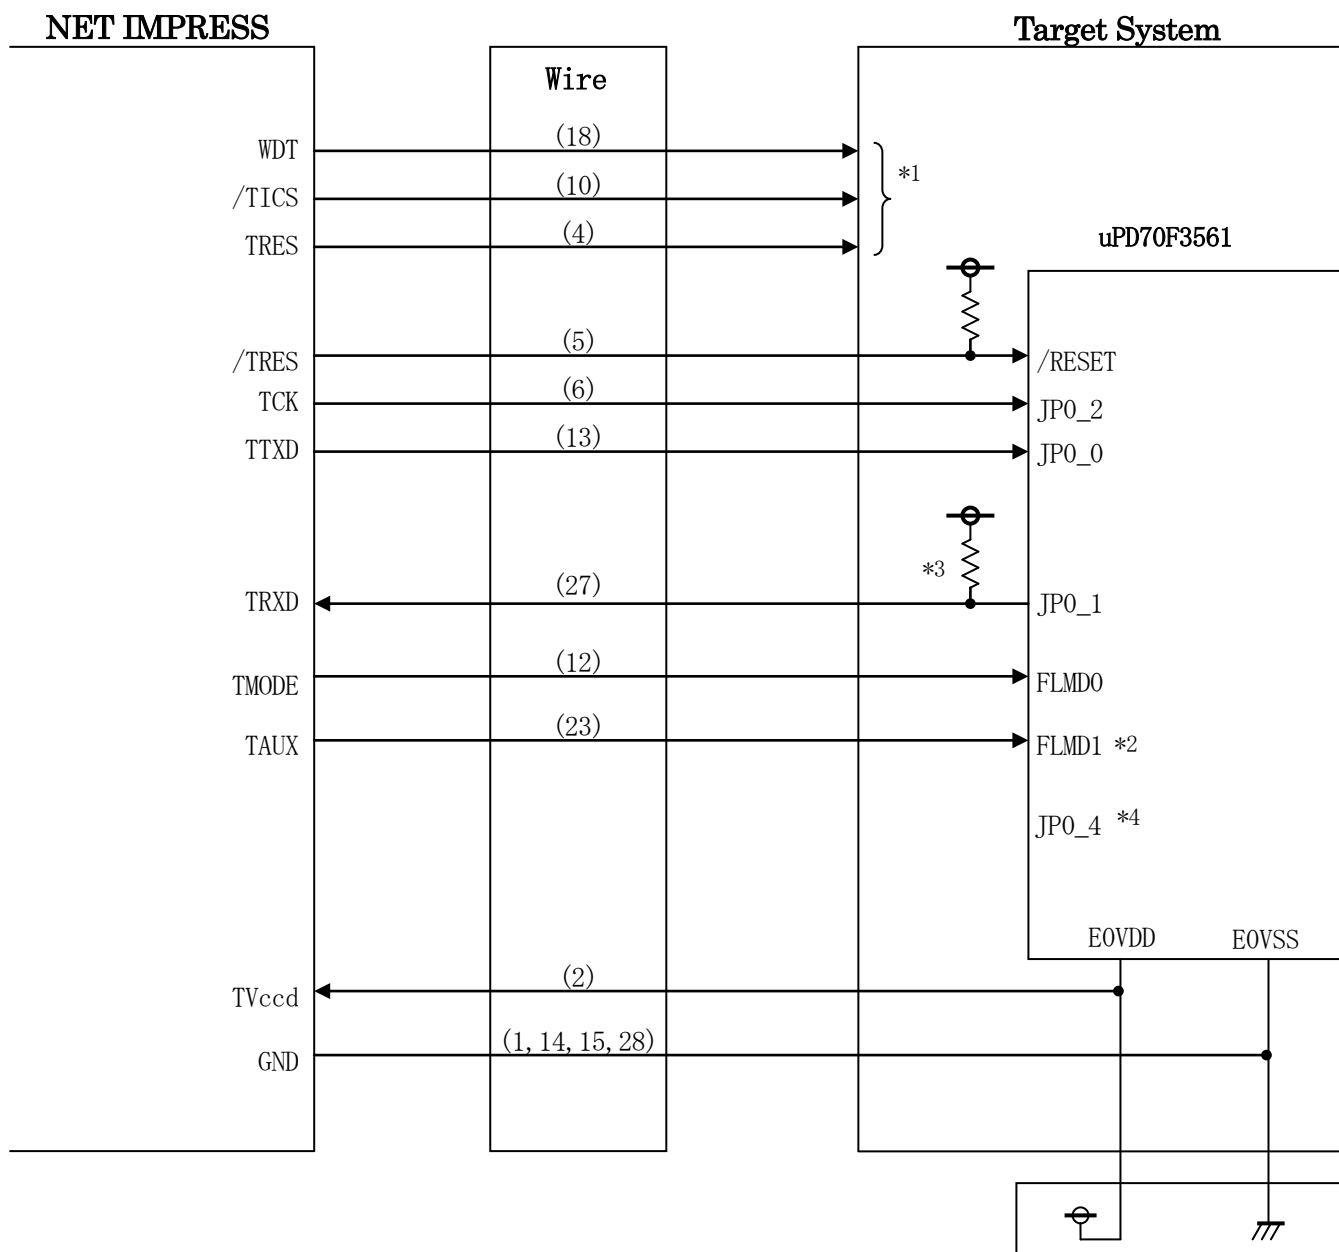 NET IMPRESS
Target System
Wire
WDT (18)
*1
/TICS (10)
TRES (4)
uPD70F3561
/TRES (5) /RESET
TCK (6) JP0_2
TTXD (13) JP0_0
*3
TRXD (27) JP0_1
TMODE (12) FLMD0
TAUX (23) FLMD1 *2
JP0_4 *4
E0VDD E0VSS
TVccd (2)
GND (1,14,15,28)